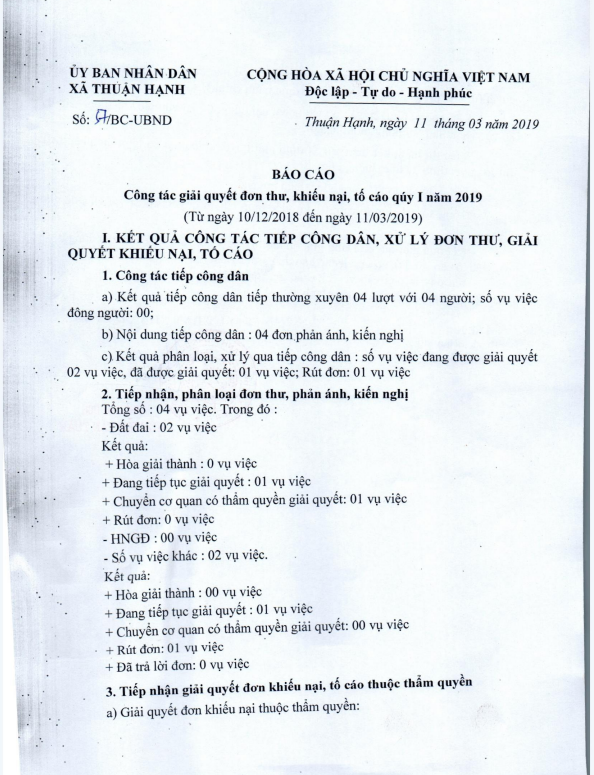 ỦY BAN NHÂN DÂN
XÃ THUẬN HẠNH
CỘNG HÒA XÃ HỘI CHỦ NGHĨA VIỆT NAM
Độc lập - Tự do - Hạnh phúc
Số: /BC-UBND
Thuận Hạnh, ngày 11 tháng 03 năm 2019
BÁO CÁO
Công tác giải quyết đơn thư, khiếu nại, tố cáo qúy I năm 2019
(Từ ngày 10/12/2018 đến ngày 11/03/2019)
I. KẾT QUẢ CÔNG TÁC TIẾP CÔNG DÂN, XỬ LÝ ĐƠN THƯ, GIẢI
QUYẾT KHIẾU NẠI, TỐ CÁO
1. Công tác tiếp công dân
a) Kết quả tiếp công dân tiếp thường xuyên 04 lượt với 04 người; số vụ việc
đông người: 00;
b) Nội dung tiếp công dân : 04 đơn phản ánh, kiến nghị
c) Kết quả phân loại, xử lý qua tiếp công dân : số vụ việc đang được giải quyết
02 vụ việc, đã được giải quyết: 01 vụ việc; Rút đơn: 01 vụ việc
2. Tiếp nhận, phân loại đơn thư, phản ánh, kiến nghị
Tổng số : 04 vụ việc. Trong đó :
- Đất đai : 02 vụ việc
Kết quả:
+ Hòa giải thành : 0 vụ việc
+ Đang tiếp tục giải quyết : 01 vụ việc
+ Chuyển cơ quan có thẩm quyền giải quyết: 01 vụ việc
+ Rút đơn: 0 vụ việc
- HNGĐ : 00 vụ việc
- Số vụ việc khác : 02 vụ việc.
Kết quả:
+ Hòa giải thành : 00 vụ việc
+ Đang tiếp tục giải quyết : 01 vụ việc
+ Chuyển cơ quan có thẩm quyền giải quyết: 00 vụ việc
+ Rút đơn: 01 vụ việc
+ Đã trả lời đơn: 0 vụ việc
3. Tiếp nhận giải quyết đơn khiếu nại, tố cáo thuộc thẩm quyền
a) Giải quyết đơn khiếu nại thuộc thẩm quyền: